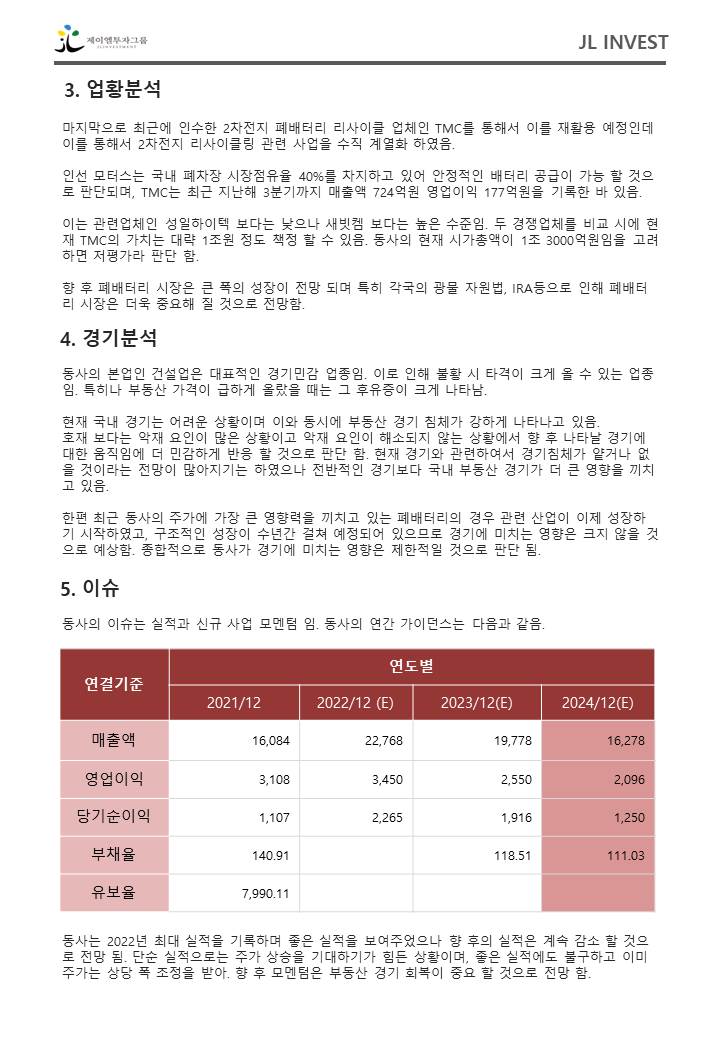 제이엘투자그룹
JLINVESTMENT
JL INVEST
3. 업황분석
마지막으로 최근에 인수한 2차전지 폐배터리 리사이클 업체인 TMC를 통해서 이를 재활용 예정인데
이를 통해서 2차전지 리사이클링 관련 사업을 수직 계열화 하였음.
인선 모터스는 국내 폐차장 시장점유율 40%를 차지하고 있어 안정적인 배터리 공급이 가능 할 것으
로 판단되며, TMC는 최근 지난해 3분기까지 매출액 724억원 영업이익 177억원을 기록한 바 있음.
이는 관련업체인 성일하이텍 보다는 낮으나 새빗켐 보다는 높은 수준임. 두 경쟁업체를 비교 시에 현
재 TMC의 가치는 대략 1조원 정도 책정 할 수 있음. 동사의 현재 시가총액이 1조 3000억원임을 고려
하면 저평가라 판단 함.
향 후 폐배터리 시장은 큰 폭의 성장이 전망 되며 특히 각국의 광물 자원법, IRA등으로 인해 폐배터
리 시장은 더욱 중요해 질 것으로 전망함.
4. 경기분석
동사의 본업인 건설업은 대표적인 경기민감 업종임. 이로 인해 불황 시 타격이 크게 올 수 있는 업종
임. 특히나 부동산 가격이 급하게 올랐을 때는 그 후유증이 크게 나타남.
현재 국내 경기는 어려운 상황이며 이와 동시에 부동산 경기 침체가 강하게 나타나고 있음.
호재 보다는 악재 요인이 많은 상황이고 악재 요인이 해소되지 않는 상황에서 향 후 나타날 경기에
대한 움직임에 더 민감하게 반응 할 것으로 판단 함. 현재 경기와 관련하여서 경기침체가 얕거나 없
을 것이라는 전망이 많아지기는 하였으나 전반적인 경기보다 국내 부동산 경기가 더 큰 영향을 끼치
고 있음.
한편 최근 동사의 주가에 가장 큰 영향력을 끼치고 있는 폐배터리의 경우 관련 산업이 이제 성장하
기 시작하였고, 구조적인 성장이 수년간 걸쳐 예정되어 있으므로 경기에 미치는 영향은 크지 않을 것
으로 예상함. 종합적으로 동사가 경기에 미치는 영향은 제한적일 것으로 판단 됨.
5. 이슈
동사의 이슈는 실적과 신규 사업 모멘텀 임. 동사의 연간 가이던스는 다음과 같음.
연결기준 연도별
2021/12 2022/12 (E) 2023/12(E) 2024/12(E)
매출액 16,084 22,768 19,778 16,278
영업이익 3,108 3,450 2,550 2,096
당기순이익 1,107 2,265 1,916 1,250
부채율 140.91 118.51 111.03
유보율 7,990.11
동사는 2022년 최대 실적을 기록하며 좋은 실적을 보여주었으나 향 후의 실적은 계속 감소 할 것으
로 전망 됨. 단순 실적으로는 주가 상승을 기대하기가 힘든 상황이며, 좋은 실적에도 불구하고 이미
주가는 상당 폭 조정을 받아. 향 후 모멘텀은 부동산 경기 회복이 중요 할 것으로 전망 함.